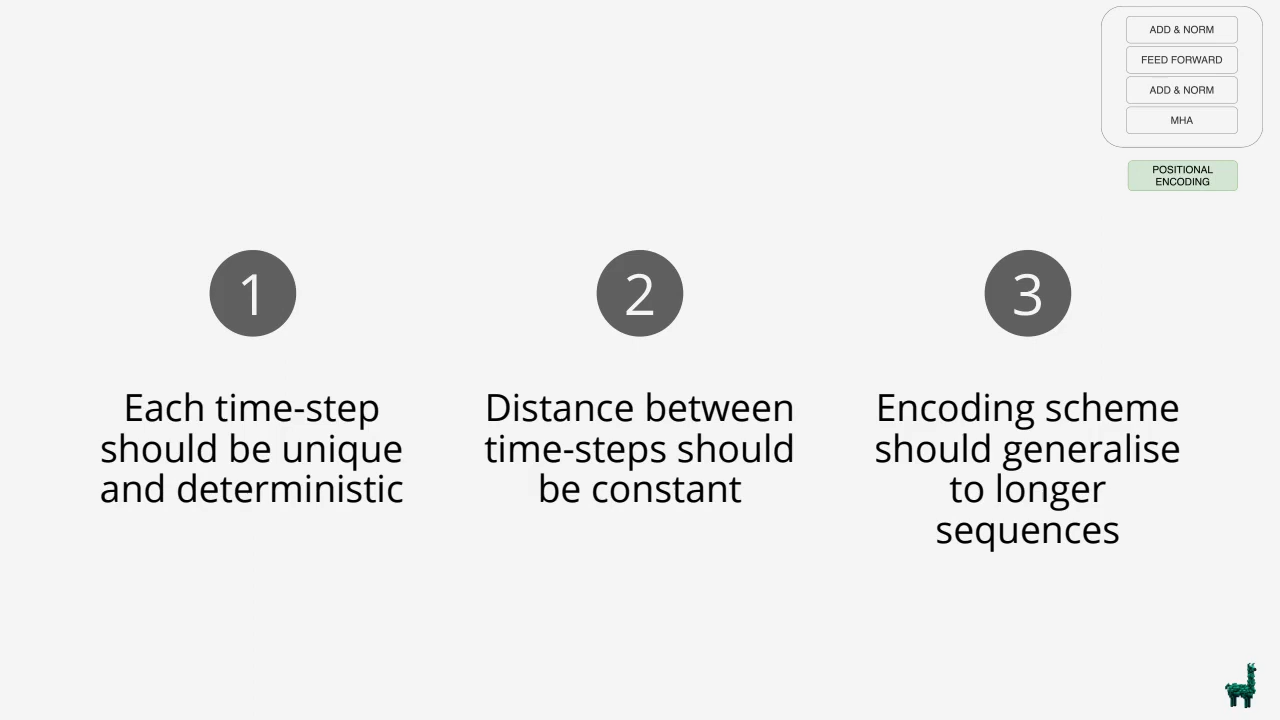 ADD & NORM
FEED FORWARD
ADD & NORM
MHA
POSITIONAL
ENCODING
1
Each time-step
should be unique
and deterministic
2
Distance between
time-steps should
be constant
3
Encoding scheme
should generalise
to longer
sequences